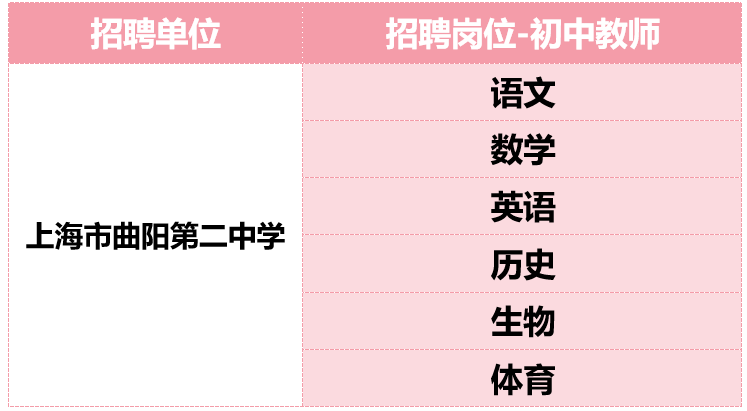 招聘单位
招聘岗位-初中教师
上海市曲阳第二中学
语文
数学
英语
历史
生物
体育